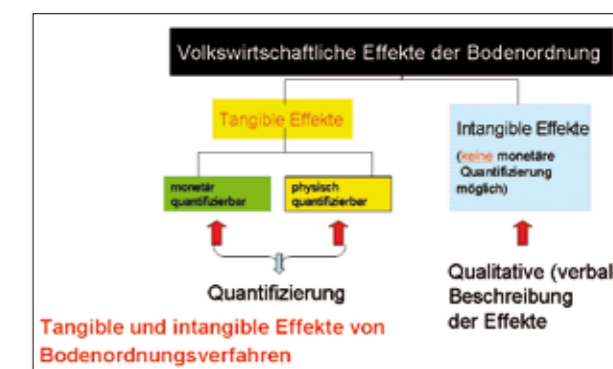 Volkswirtschaftliche Effekte der Bodenordnung
Tangible Effekte
monetär
quantifizierbar
physisch
quantifizierbar
Quantifizierung
Intangible Effekte
(keine monetäre
Quantifizierung
möglich)
Qualitative (verbal
Beschreibung
der Effekte
Tangible und intangible Effekte von
Bodenordnungsverfahren